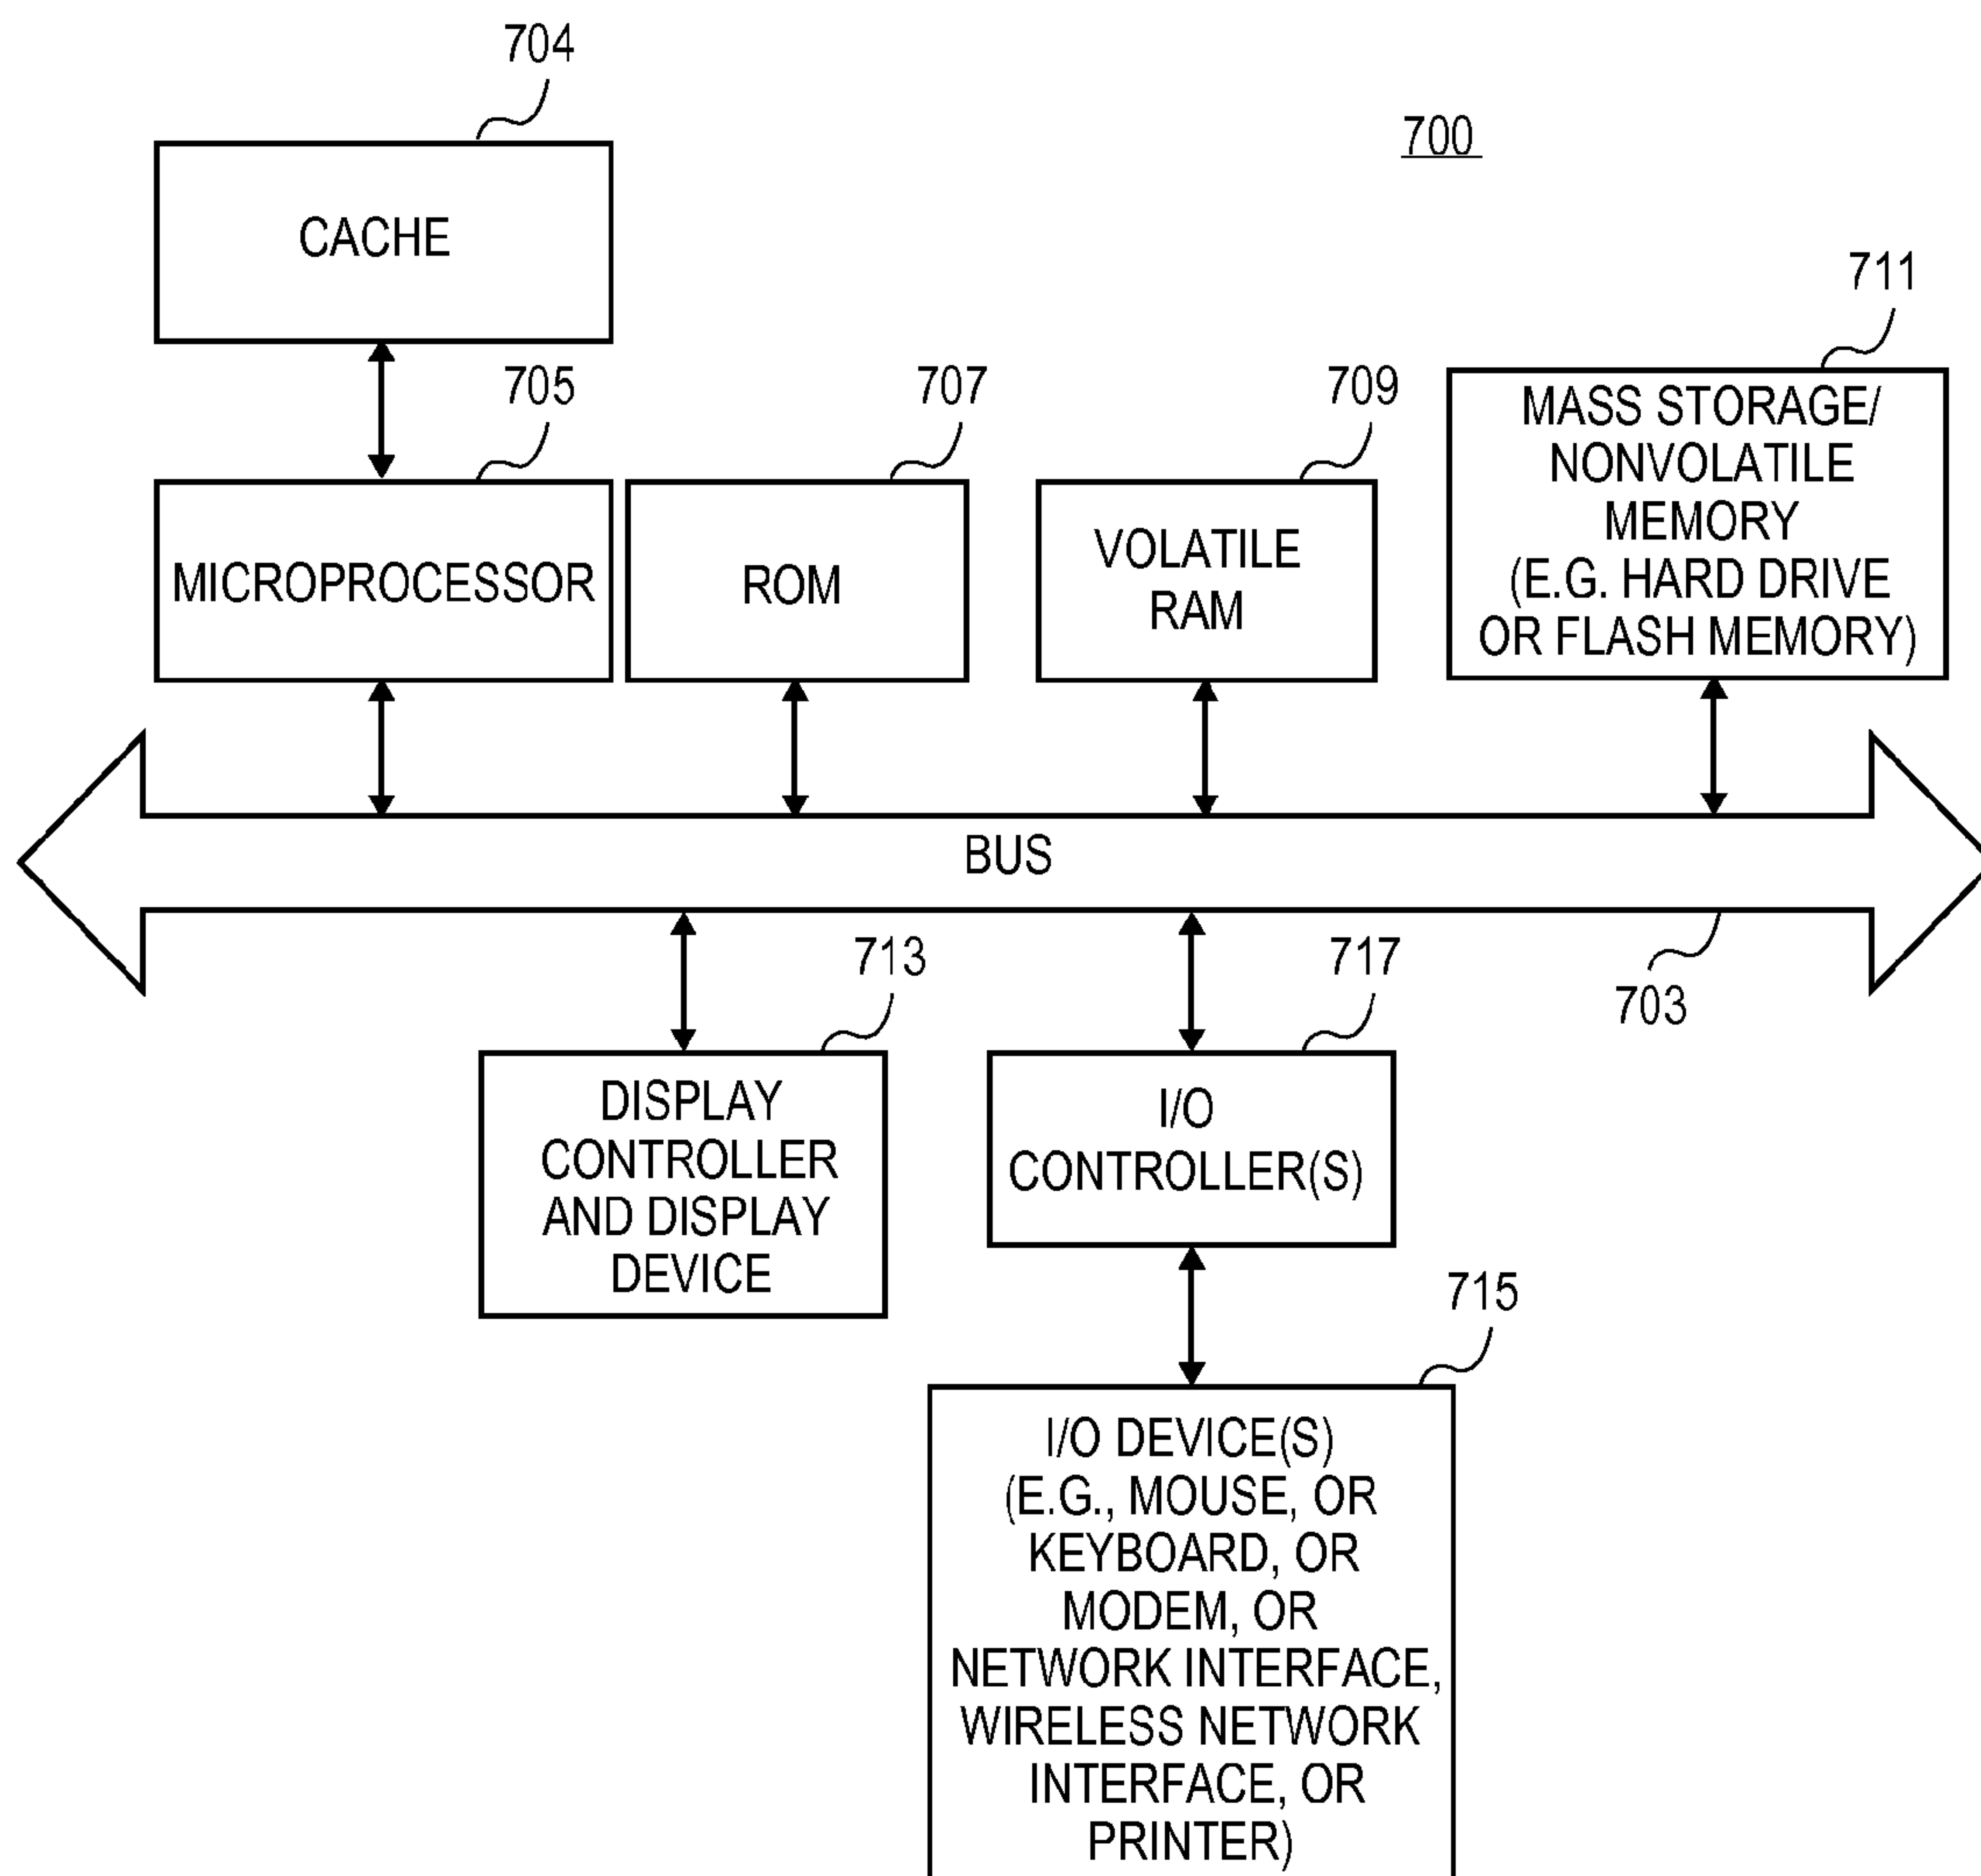 704
700
CACHE
711
705
707
709
MASS STORAGE/
NONVOLATILE
MEMORY
(E.G. HARD DRIVE
OR FLASH MEMORY)
MICROPROCESSOR
ROM
VOLATILE
RAM
BUS
713
717
703
DISPLAY
CONTROLLER
AND DISPLAY
DEVICE
I/O
CONTROLLER(S)
715
I/O DEVICE(S)
(E.G., MOUSE, OR
KEYBOARD, OR
MODEM, OR
NETWORK INTERFACE,
WIRELESS NETWORK
INTERFACE, OR
PRINTER)